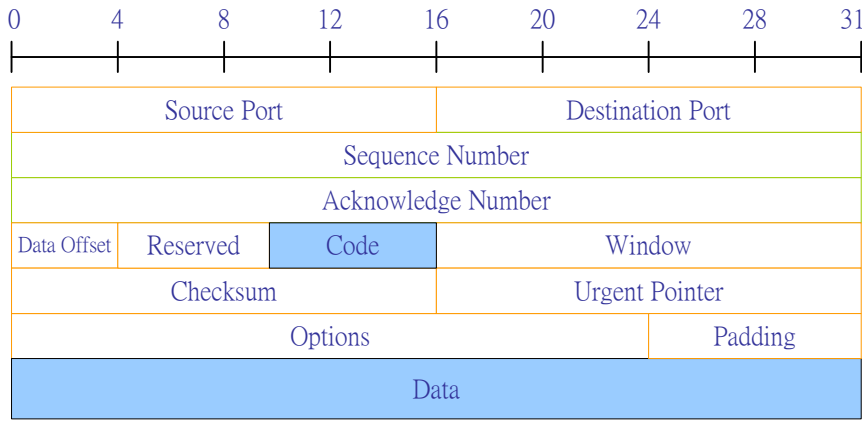 0 4 8 12 16 20 24 28 31
Source Port Destination Port
Sequence Number
Acknowledge Number
Data Offset Reserved Code Window
Checksum Urgent Pointer
Options Padding
Data